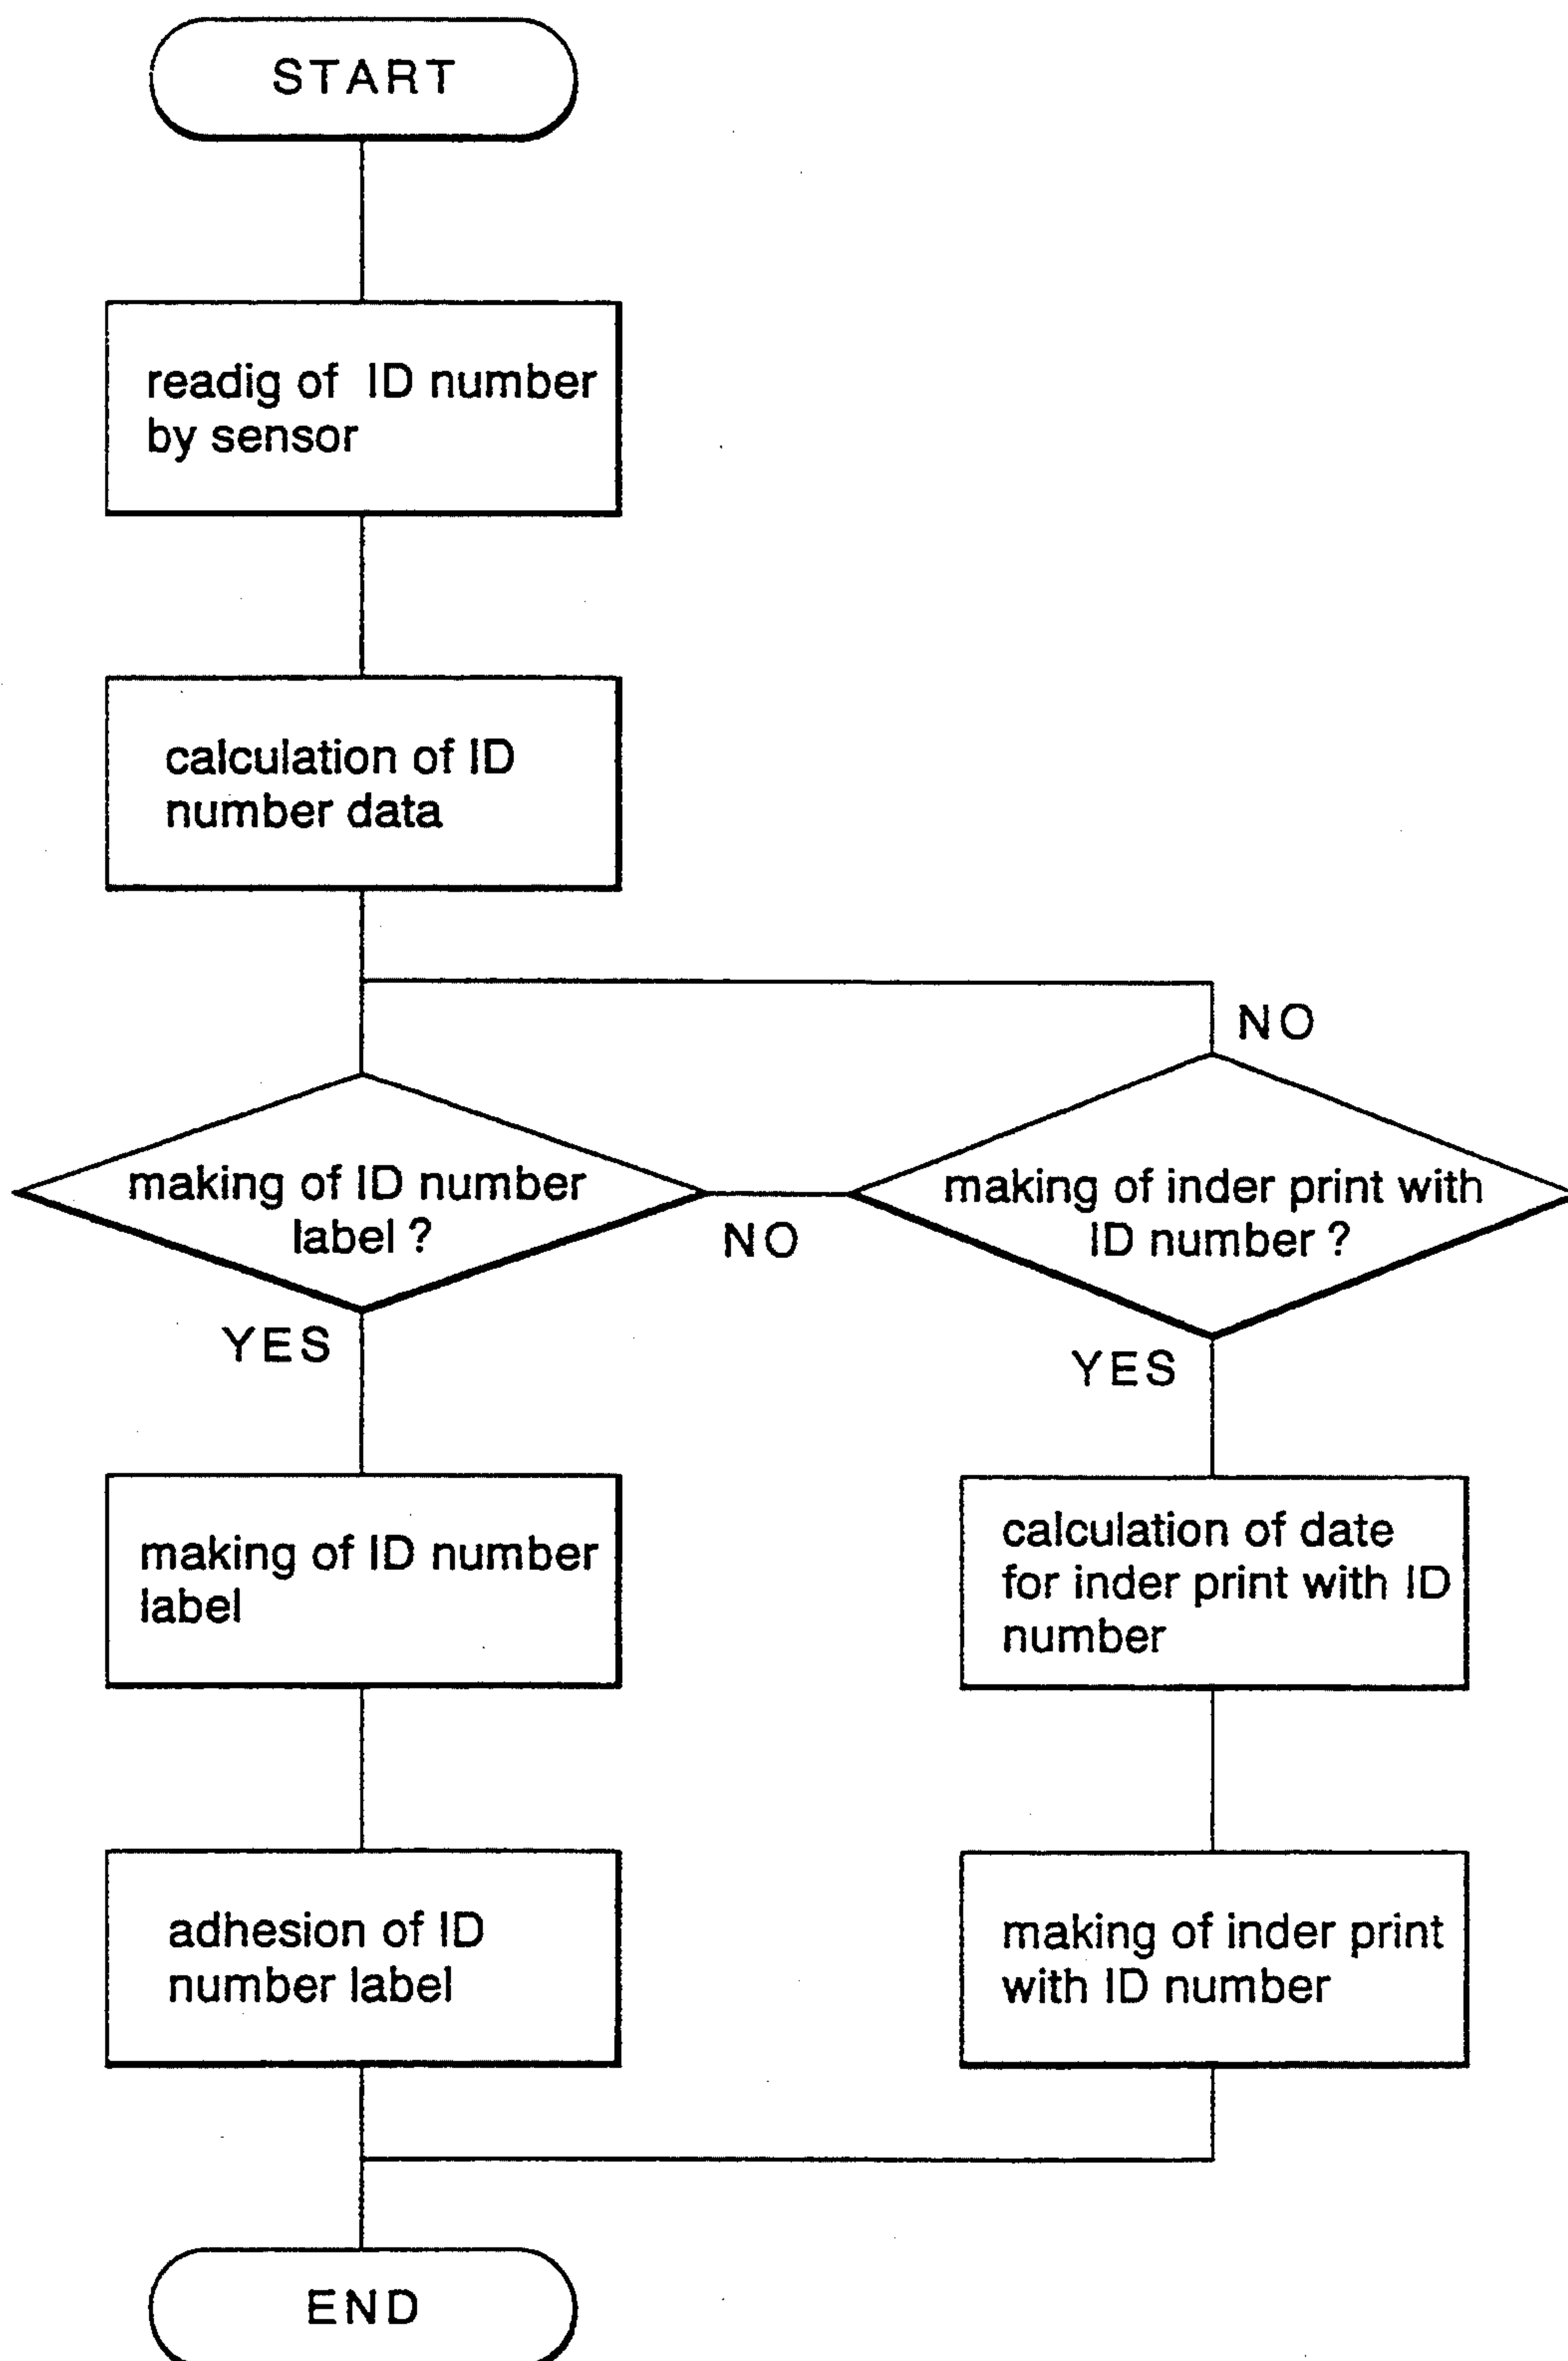 START
readig of ID number
by sensor
calculation of ID
number data
NO
making of ID number
label ?
NO
making of inder print with
ID number ?
YES
YES
making of ID number
label
calculation of date
for inder print with ID
number
adhesion of ID
number label
making of inder print
with ID number
END